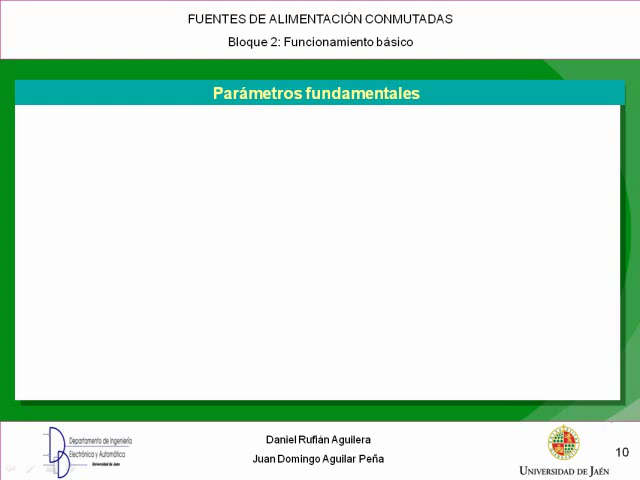 FUENTES DE ALIMENTACIÓN CONMUTADAS
Bloque 2: Funcionamiento básico
Parámetros fundamentales
Departamento de Ingeniería
Electrónica y Automática
Universidad de Jaén
Daniel Rufián Aguilera
Juan Domingo Aguilar Peña
UNIVERSIDAD DE JAÉN
10